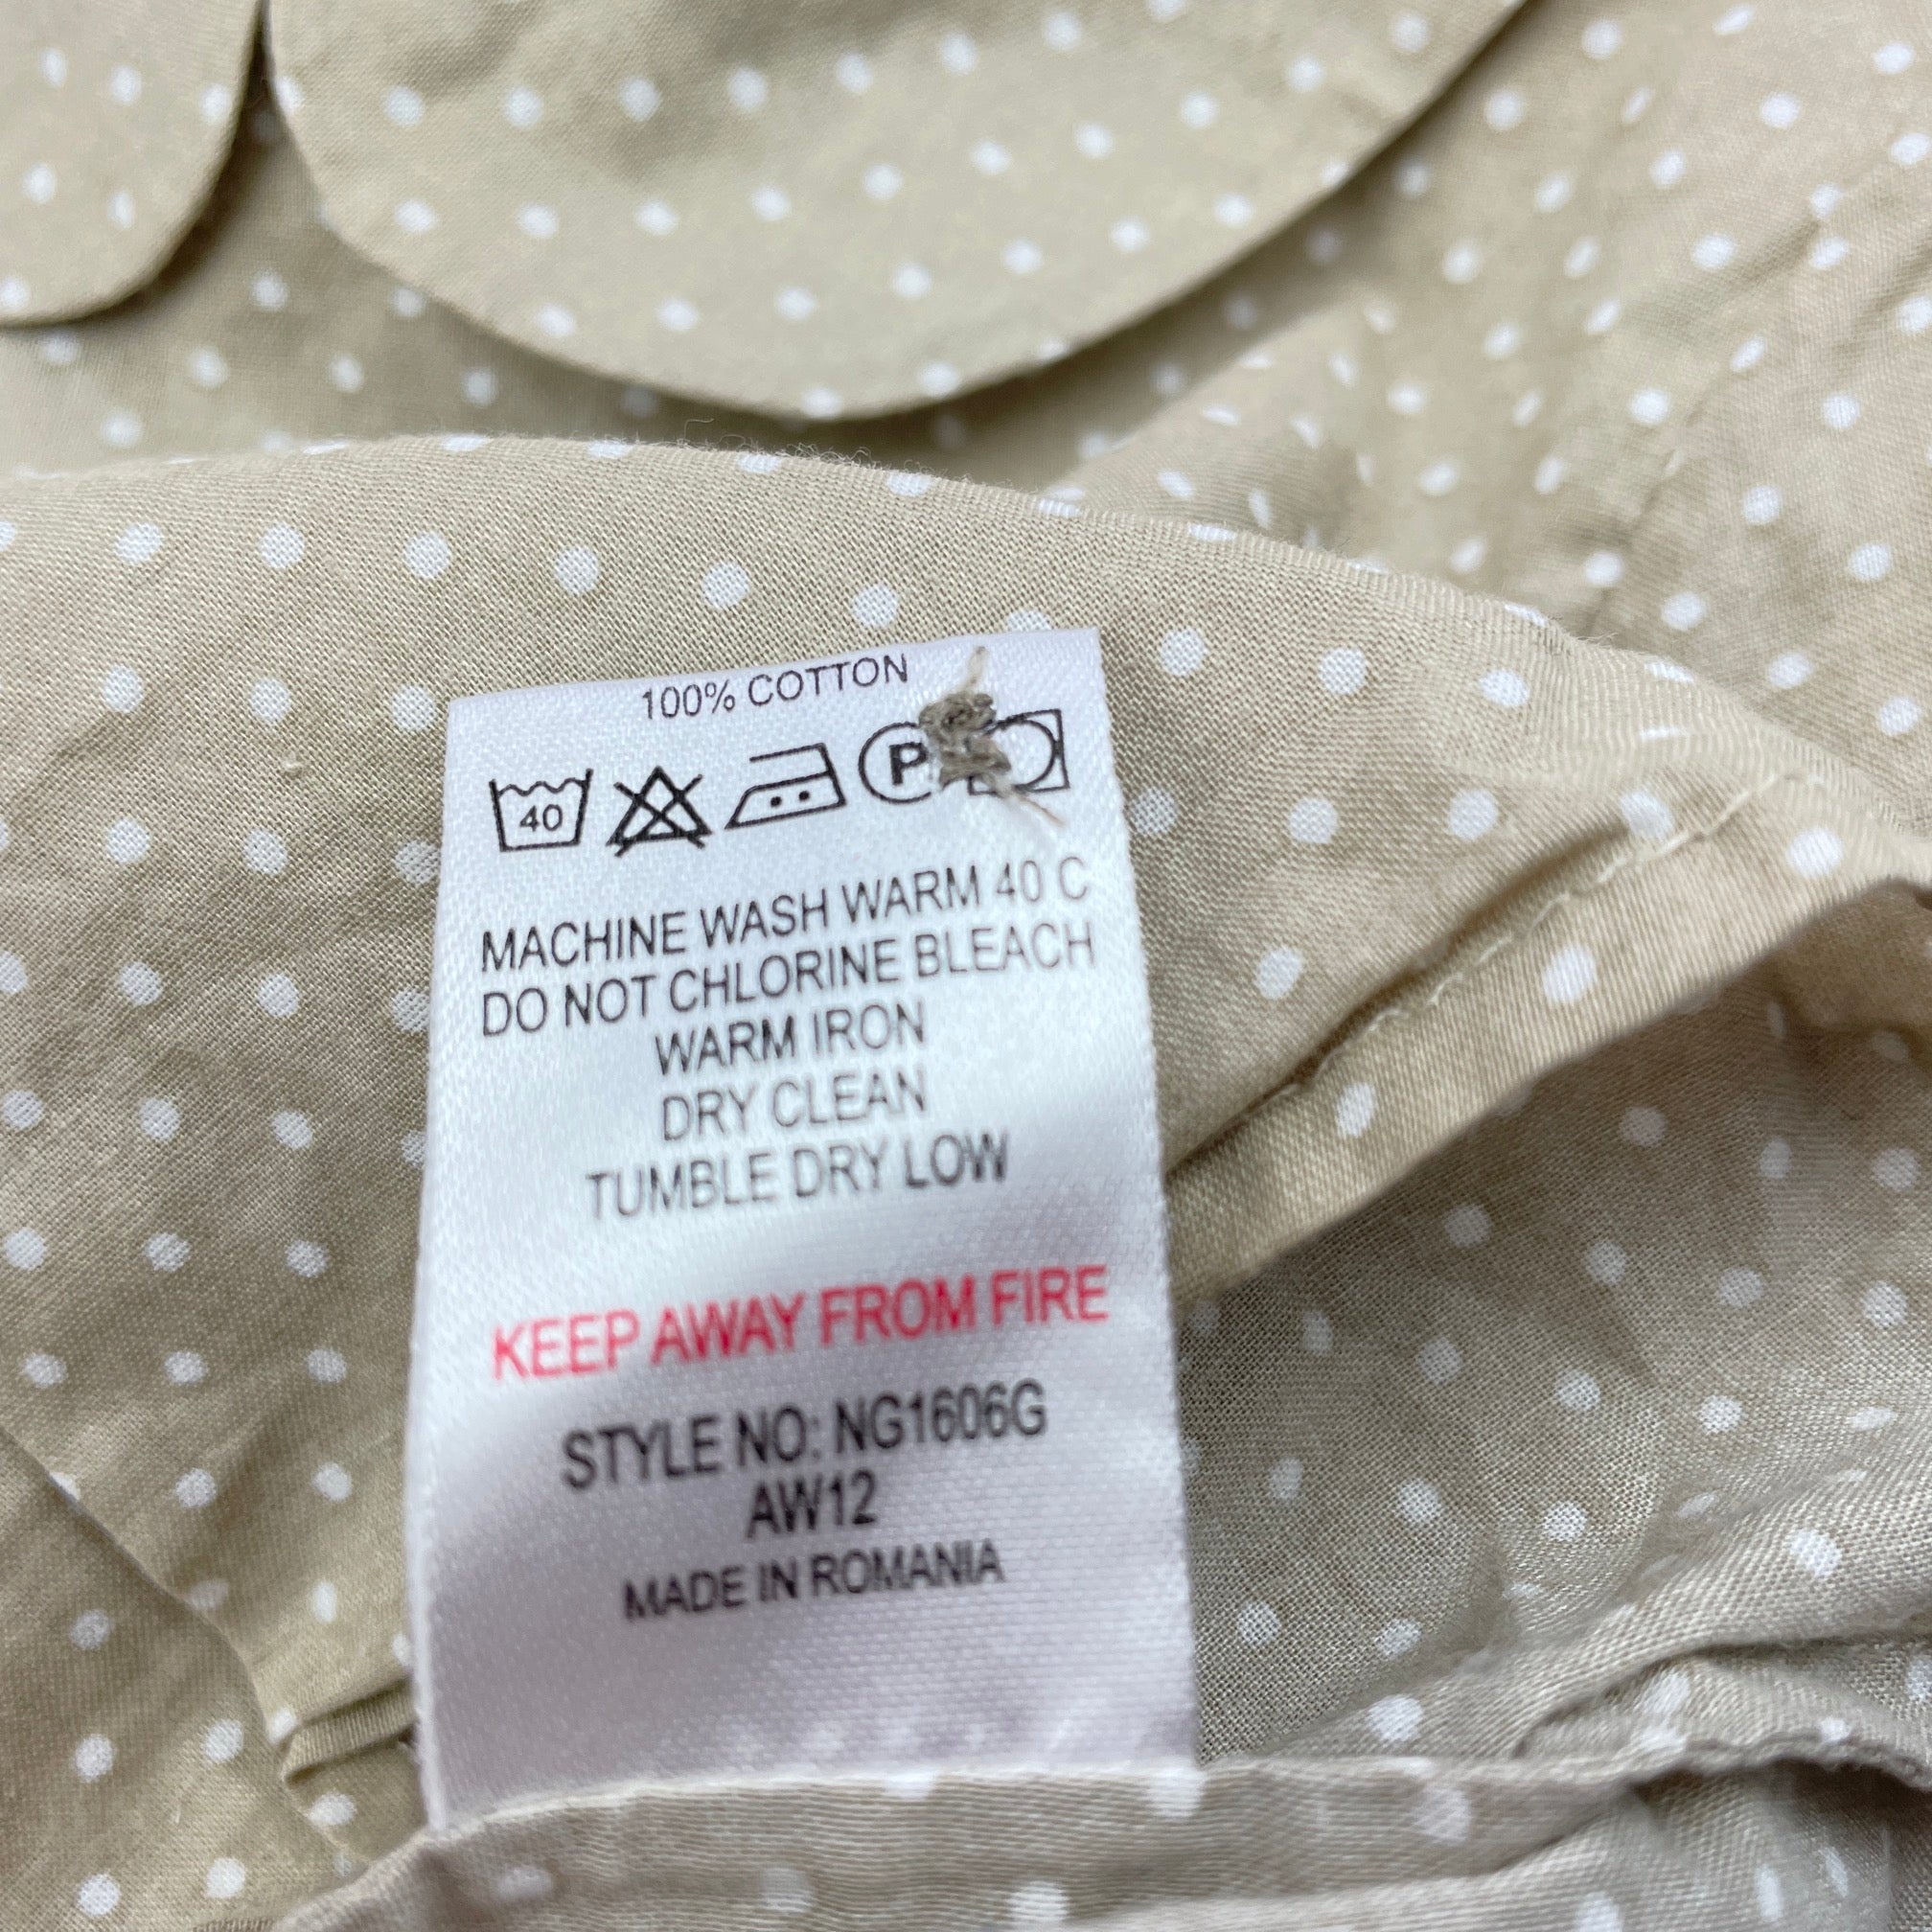 100% COTTON
40 P
MACHINE WASH WARM 40 C
DO NOT CHLORINE BLEACH
WARM IRON
DRY CLEAN
TUMBLE DRY LOW
KEEP AWAY FROM FIRE
STYLE NO: NG1606G
AW12
MADE IN ROMANIA